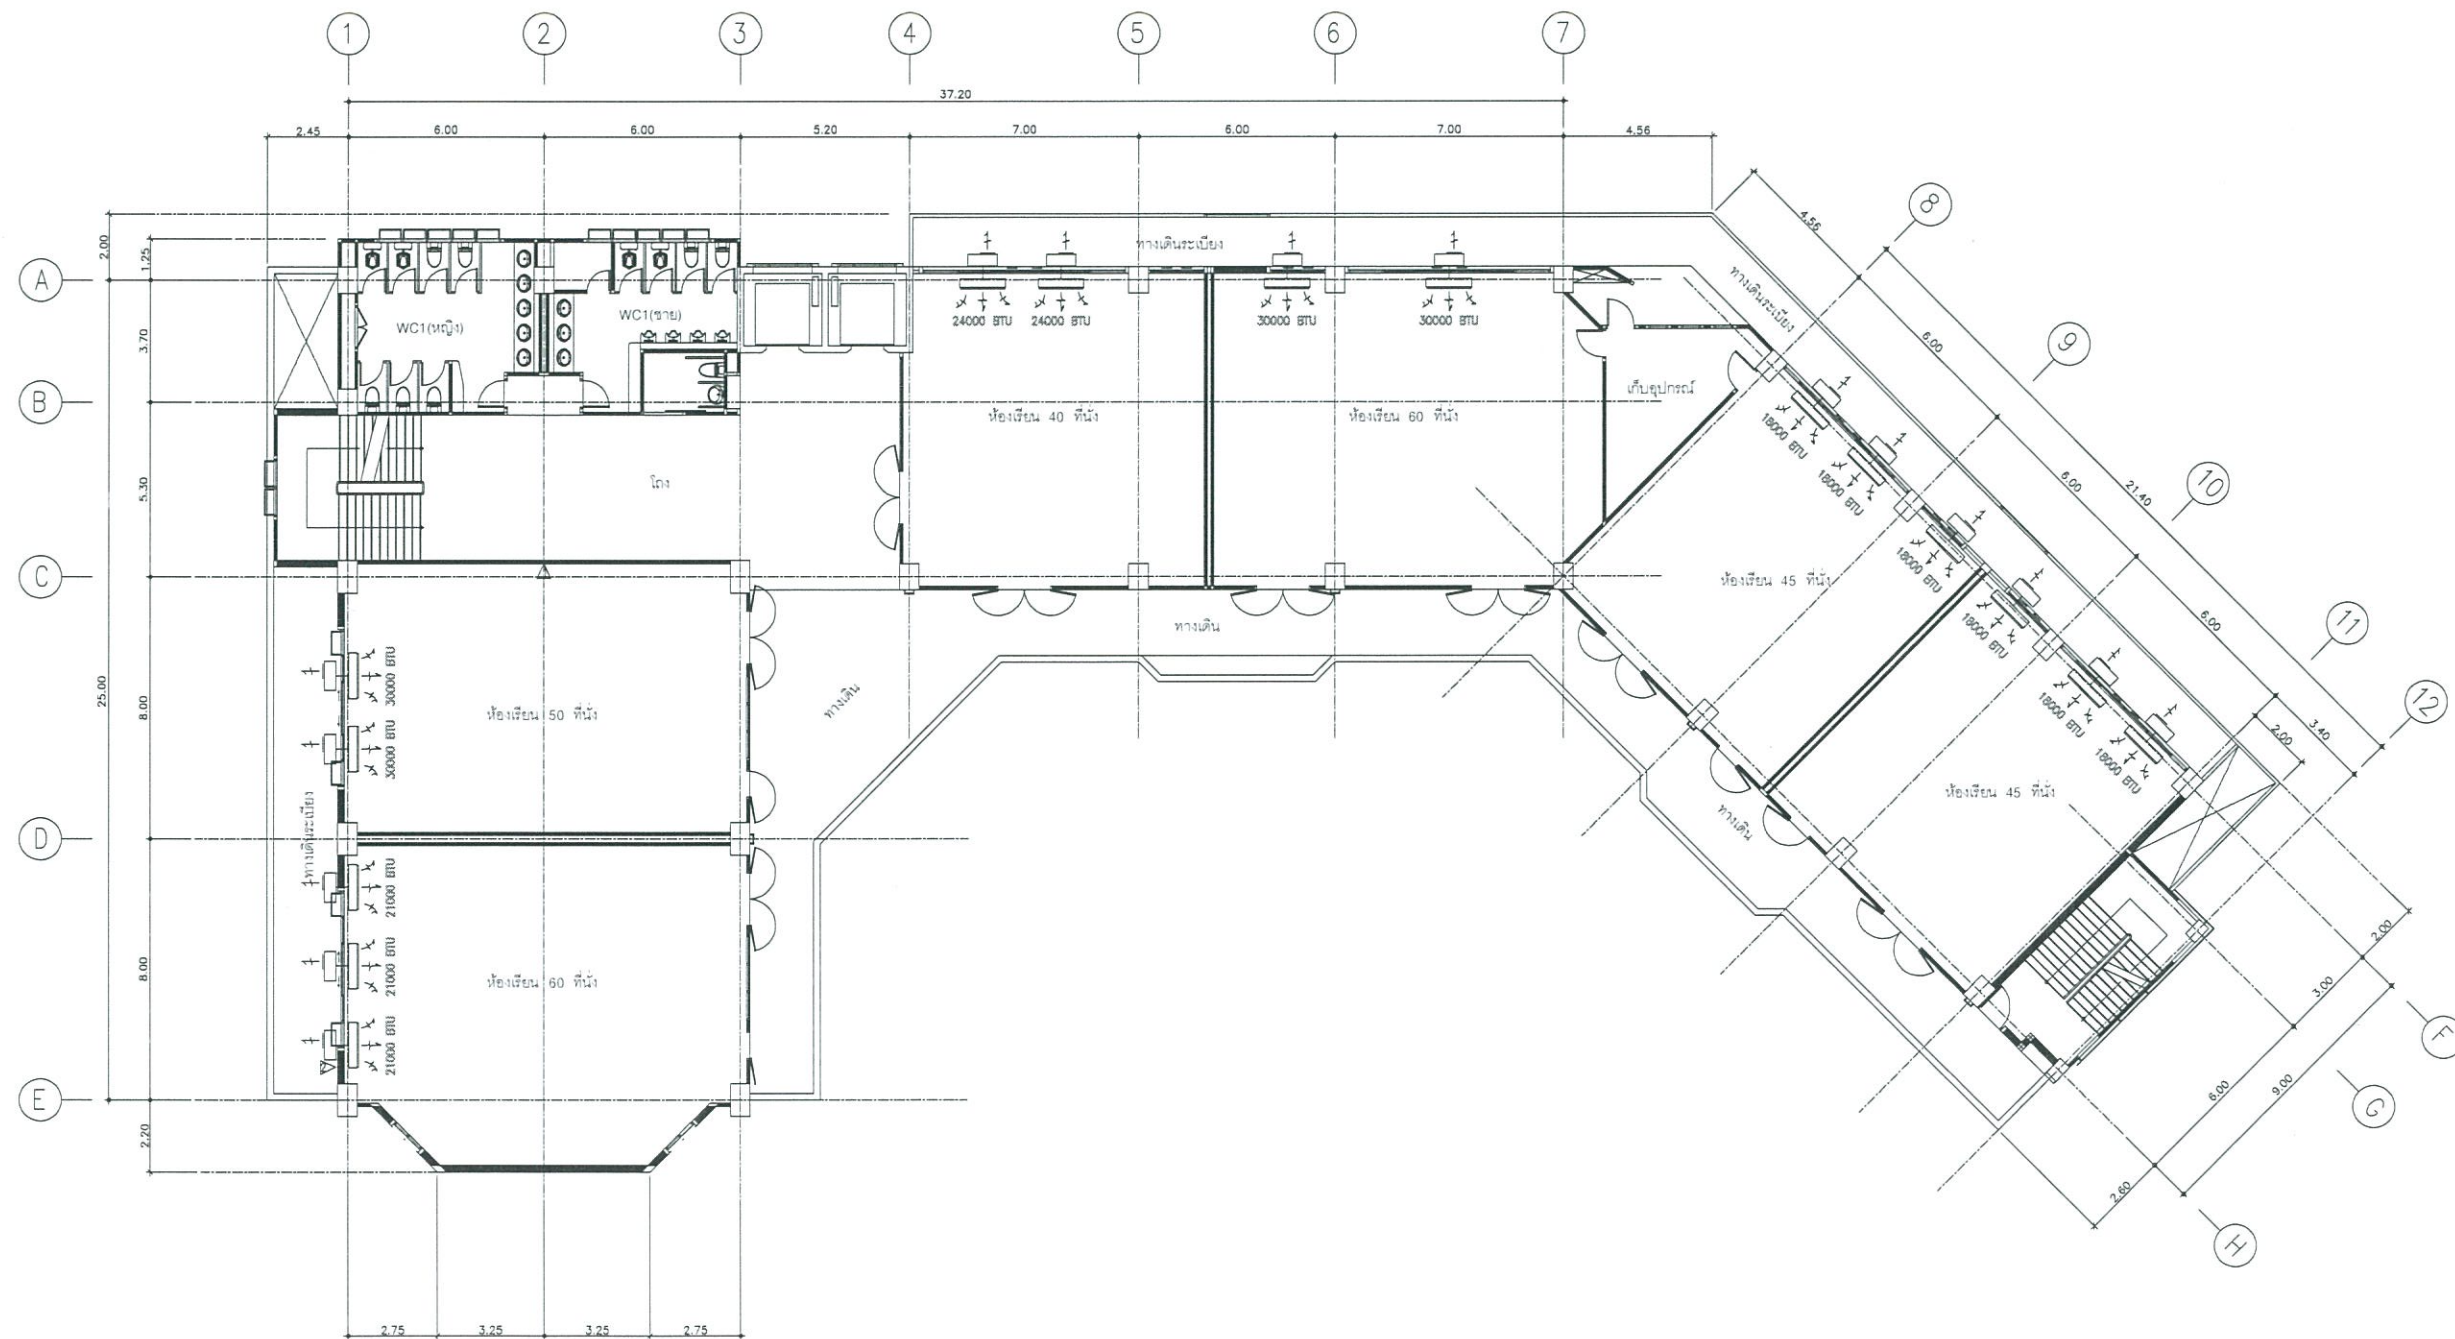 1 2 3 4 5 6 7
37.20
2.45 6.00 6.00 5.20 7.00 6.00 7.00 4.56
8
4.56
2.00
1.25
ทางเดินระเบียง
ทางเดินระเบียง
9
A
WC1(หญิง)
WC1(ชาย)
24000 BTU
24000 BTU
30000 BTU
30000 BTU
3.70
6.00
B
ห้องเรียน 40 ที่นั่ง
ห้องเรียน 60 ที่นั่ง
เก็บอุปกรณ์
18000 BTU
18000 BTU
6.00
21.40
10
5.30
โถง
18000 BTU
C
ห้องเรียน 45 ที่นั่ง
18000 BTU
6.00
11
ทางเดิน
25.00
8.00
30000 BTU
30000 BTU
ห้องเรียน 50 ที่นั่ง
ทางเดิน
18000 BTU
18000 BTU
3.40
2.00
12
ห้องเรียน 45 ที่นั่ง
ทางเดิน
D
ทางเดินระเบียง
21000 BTU
21000 BTU
21000 BTU
8.00
ห้องเรียน 60 ที่นั่ง
2.00
3.00
F
6.00
9.00
E
G
2.20
2.60
H
2.75 3.25 3.25 2.75